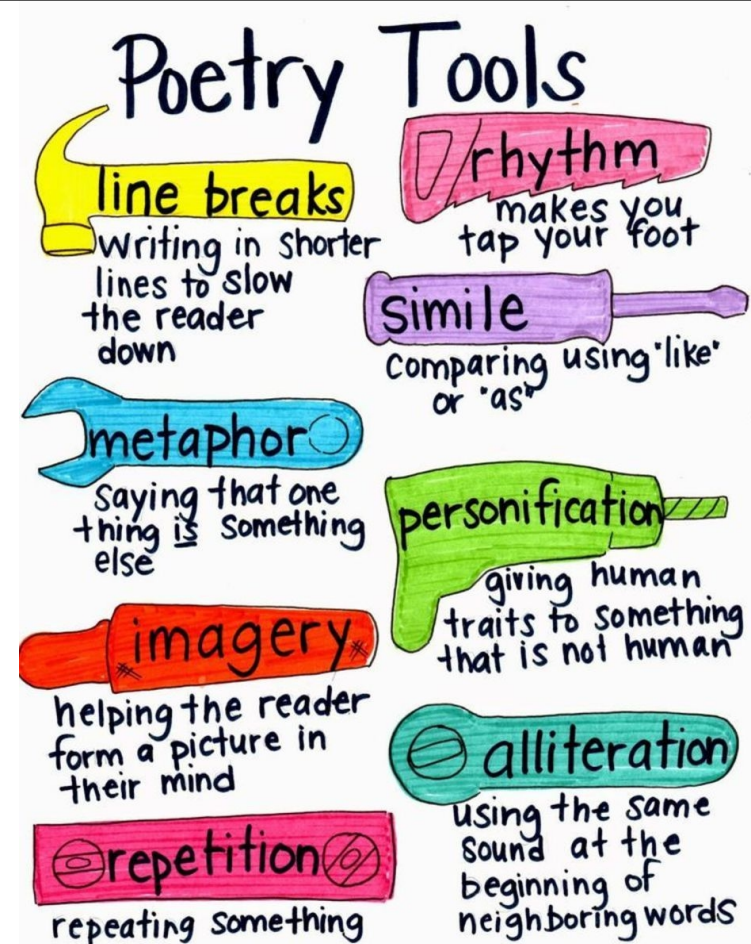 Poetry Tools
line breaks
writing in shorter
lines to slow
the reader
down
rhythm
makes you
tap your foot
simile
comparing using "like"
or "as"
metaphor
saying that one
thing is something
else
personification
giving human
traits to something
that is not human
imagery
helping the reader
form a picture in
their mind
alliteration
using the same
sound at the
beginning of
neighboring words
repetition
repeating something